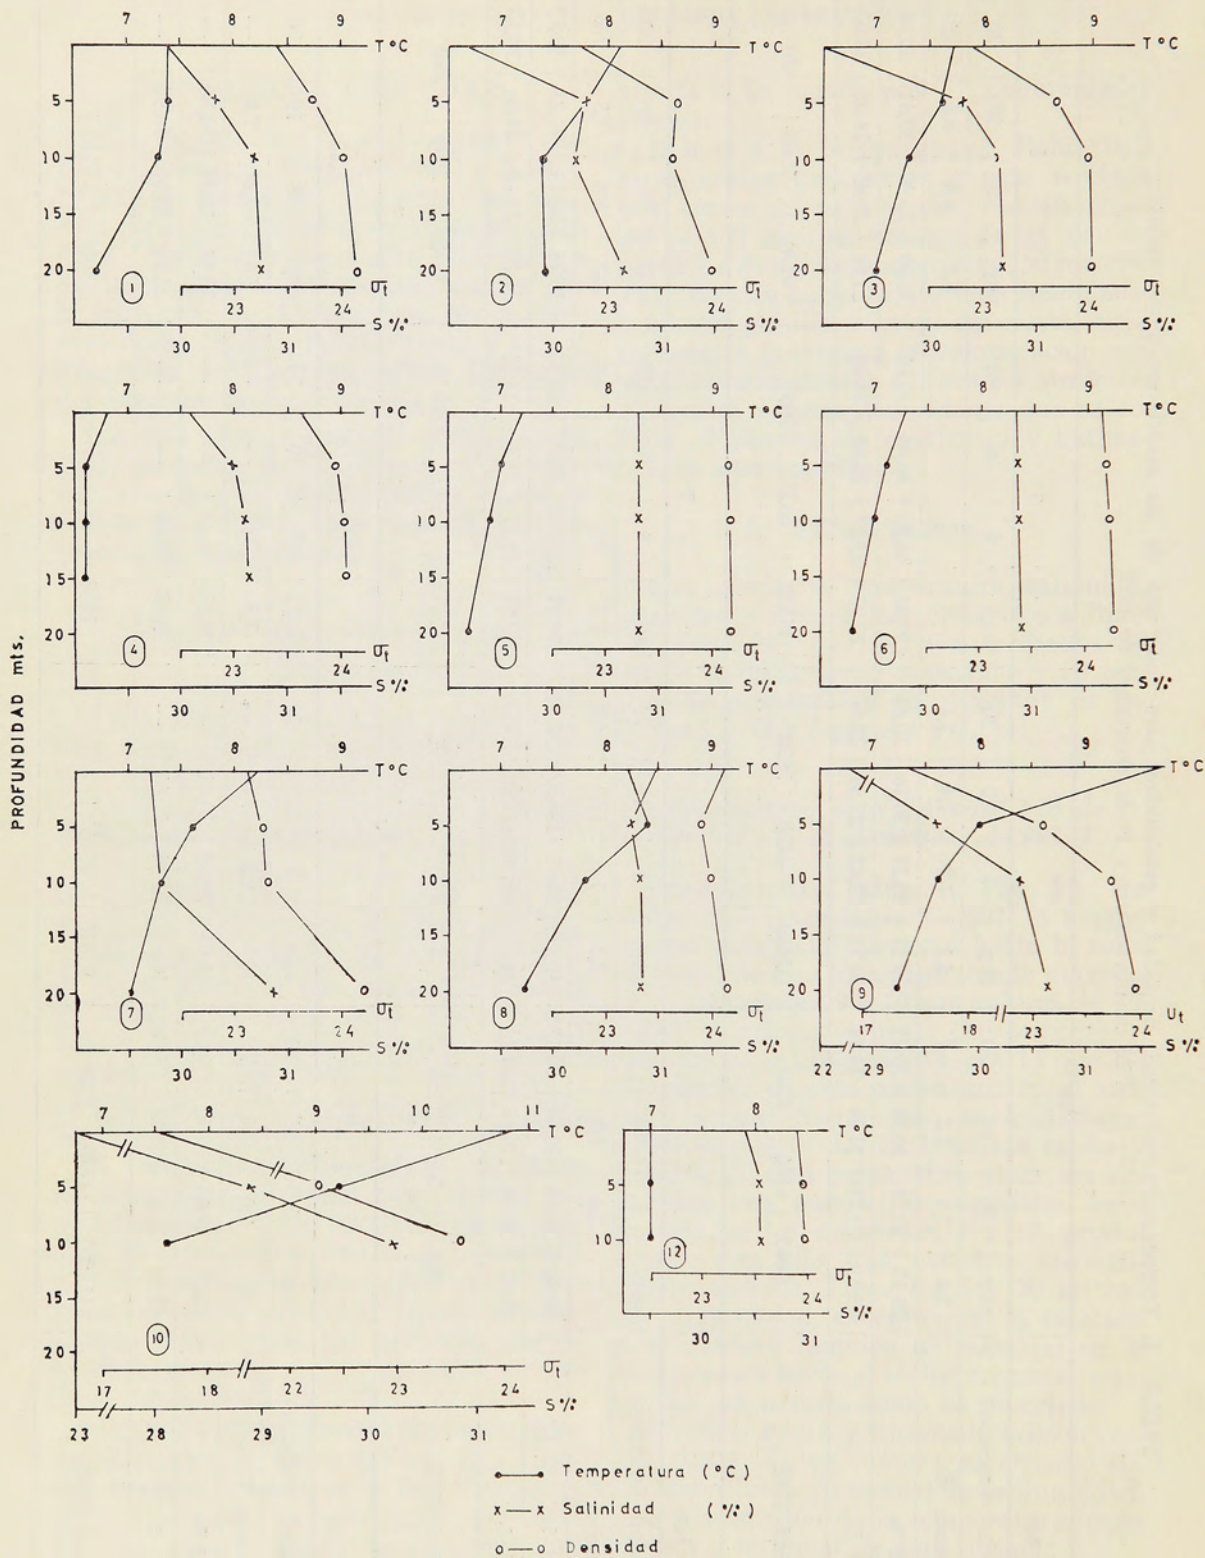 7 8 9 7 8 9 7 8 9
T °C T °C T °C
5 5 5
10 10 10
15 15 15
20 20 20
1 2 3
σt σt σt
23 24 23 24 23 24
S‰ S‰ S‰
30 31 30 31 30 31
7 8 9 7 8 9 7 8 9
T °C T °C T °C
5 5 5
10 10 10
15 15 15
20 20 20
4 5 6
σt σt σt
23 24 23 24 23 24
S‰ S‰ S‰
30 31 30 31 30 31
PROFUNDIDAD mts.
7 8 9 7 8 9 7 8 9
T °C T °C T °C
5 5 5
10 10 10
15 15 15
20 20 20
7 8 9
σt σt σt
23 24 23 24 17 18 23 24
S‰ S‰ S‰
30 31 30 31 22 29 30 31
7 8 9 10 11 7 8
T °C T °C
5 5
10 10
15
20
10 12
σt σt
17 18 22 23 24 23 24
S‰ S‰
23 28 29 30 31 30 31
Temperatura (°C)
x — x Salinidad (‰)
o — o Densidad